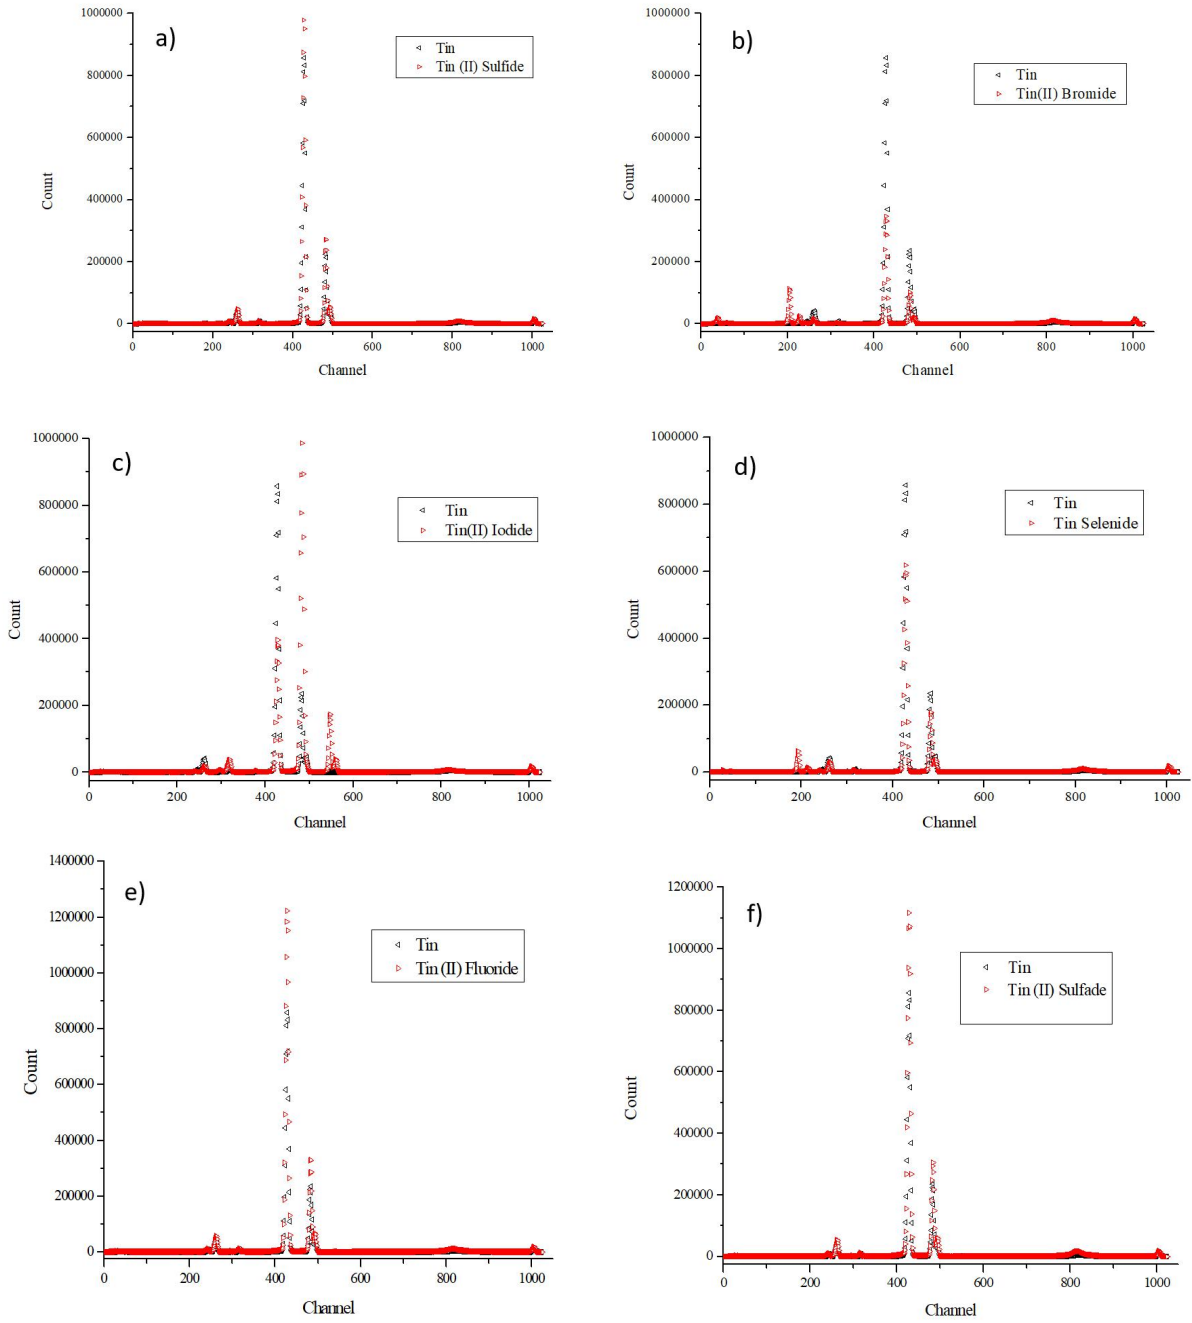 a)
Tin
Tin (II) Sulfide
1000000
800000
600000
400000
200000
0
Count
0 200 400 600 800 1000
Channel
b)
Tin
Tin(II) Bromide
1000000
800000
600000
400000
200000
0
Count
0 200 400 600 800 1000
Channel
c)
Tin
Tin(II) Iodide
1000000
800000
600000
400000
200000
0
Count
0 200 400 600 800 1000
Channel
d)
Tin
Tin Selenide
1000000
800000
600000
400000
200000
0
Count
0 200 400 600 800 1000
Channel
e)
Tin
Tin (II) Fluoride
1400000
1200000
1000000
800000
600000
400000
200000
0
Count
0 200 400 600 800 1000
Channel
f)
Tin
Tin (II) Sulfade
1200000
1000000
800000
600000
400000
200000
0
Count
0 200 400 600 800 1000
Channel